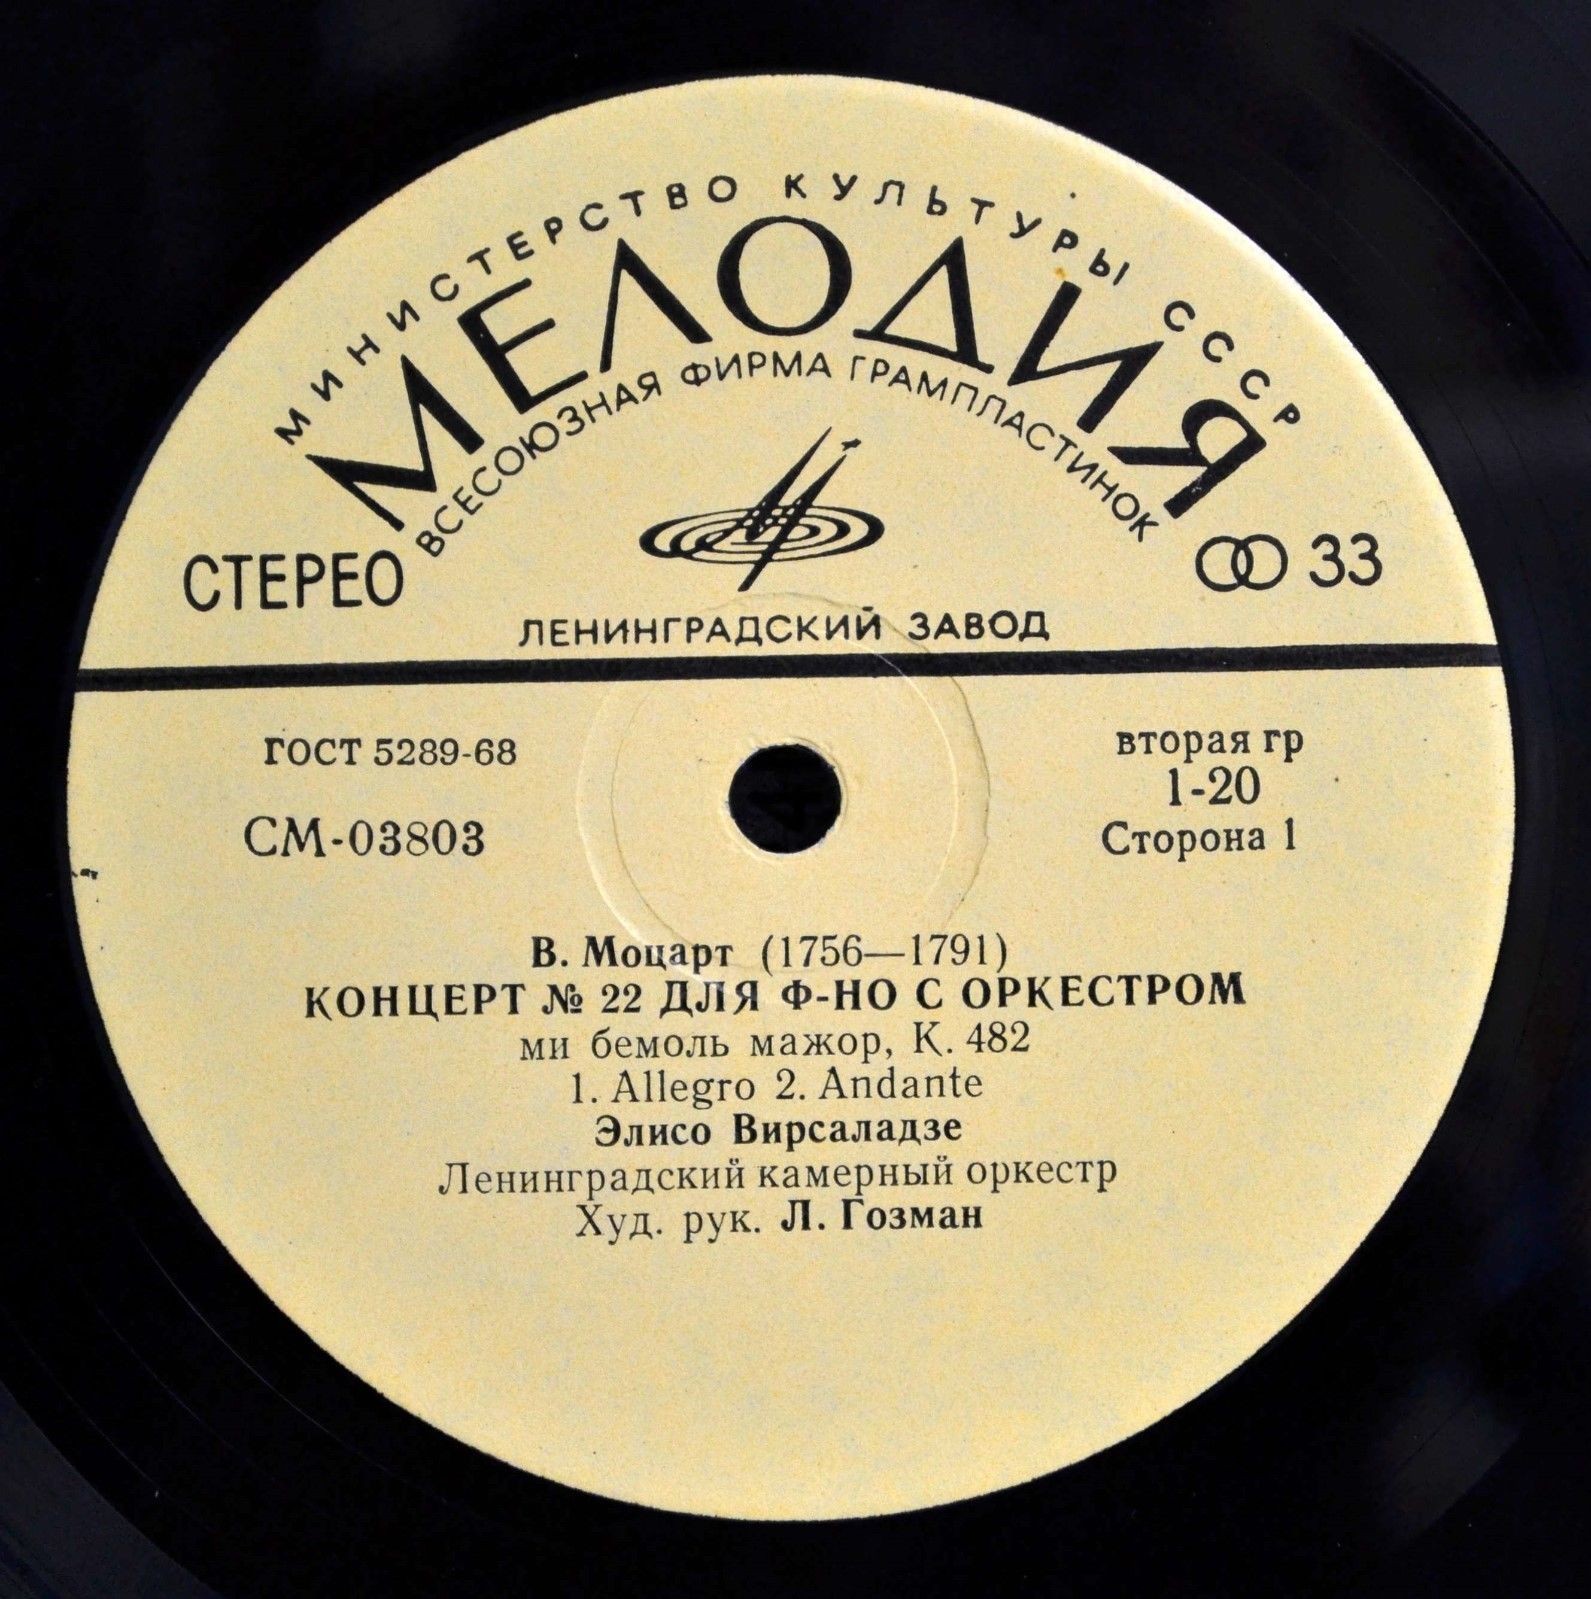 МИНИСТЕРСТВО КУЛЬТУРЫ СССР
МЕЛОДИЯ
ВСЕСОЮЗНАЯ ФИРМА ГРАМПЛАСТИНОК
СТЕРЕО
33
ЛЕНИНГРАДСКИЙ ЗАВОД
ГОСТ 5289-68
вторая гр
1-20
СМ-03803
Сторона 1
В. Моцарт (1756—1791)
КОНЦЕРТ № 22 ДЛЯ Ф-НО С ОРКЕСТРОМ
ми бемоль мажор, К. 482
1. Allegro 2. Andante
Элисо Вирсаладзе
Ленинградский камерный оркестр
Худ. рук. Л. Гозман